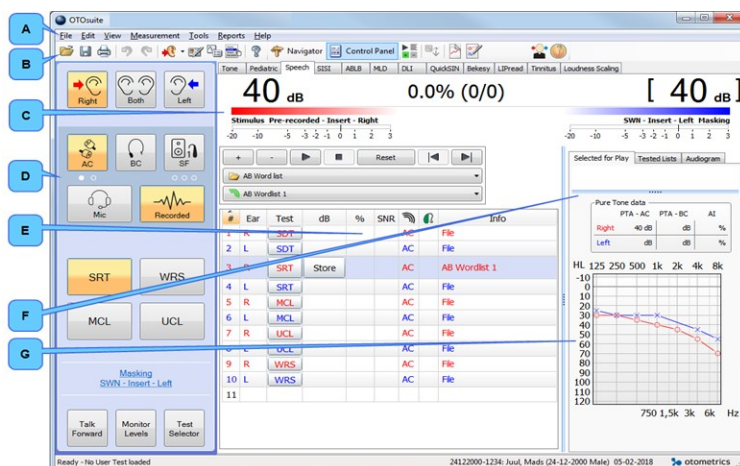 OTOsuite
A
File Edit View Measurement Tools Reports Help
B
Navigator Control Panel
Tone Pediatric Speech SISI ABLB MLD DLI QuickSIN Bekesy LIPread Tinnitus Loudness Scaling
Right Both Left
40 dB 0.0% (0/0) [ 40 dB ]
C
Stimulus Pre-recorded - Insert - Right SWN - Insert - Left Masking
-20 -10 -5 -3 -2 -1 0 1 2 3 -20 -10 -5 -3 -2 -1 0 1 2 3
AC BC SF
+ - Reset
Selected for Play Tested Lists Audiogram
D
AB Word list
AB Wordlist 1
Mic Recorded
Pure Tone data
PTA - AC PTA - BC AI
Right 40 dB dB %
Left dB dB %
# Ear Test dB % SNR Info
E
1 R SDT AC File
2 L SDT AC File
3 R SRT Store AC AB Wordlist 1
4 L SRT AC File
5 R MCL AC File
6 L MCL AC File
7 R UCL AC File
8 L UCL AC File
9 R WRS AC File
10 L WRS AC File
11
SRT WRS
MCL UCL
F
G
HL 125 250 500 1k 2k 4k 8k
-10
0
10
20
30
40
50
60
70
80
90
100
110
120
750 1,5k 3k 6k Hz
Masking
SWN - Insert - Left
Talk Forward Monitor Levels Test Selector
Ready - No User Test loaded 24122000-1234: Juul, Mads (24-12-2000 Male) 05-02-2018 otometrics